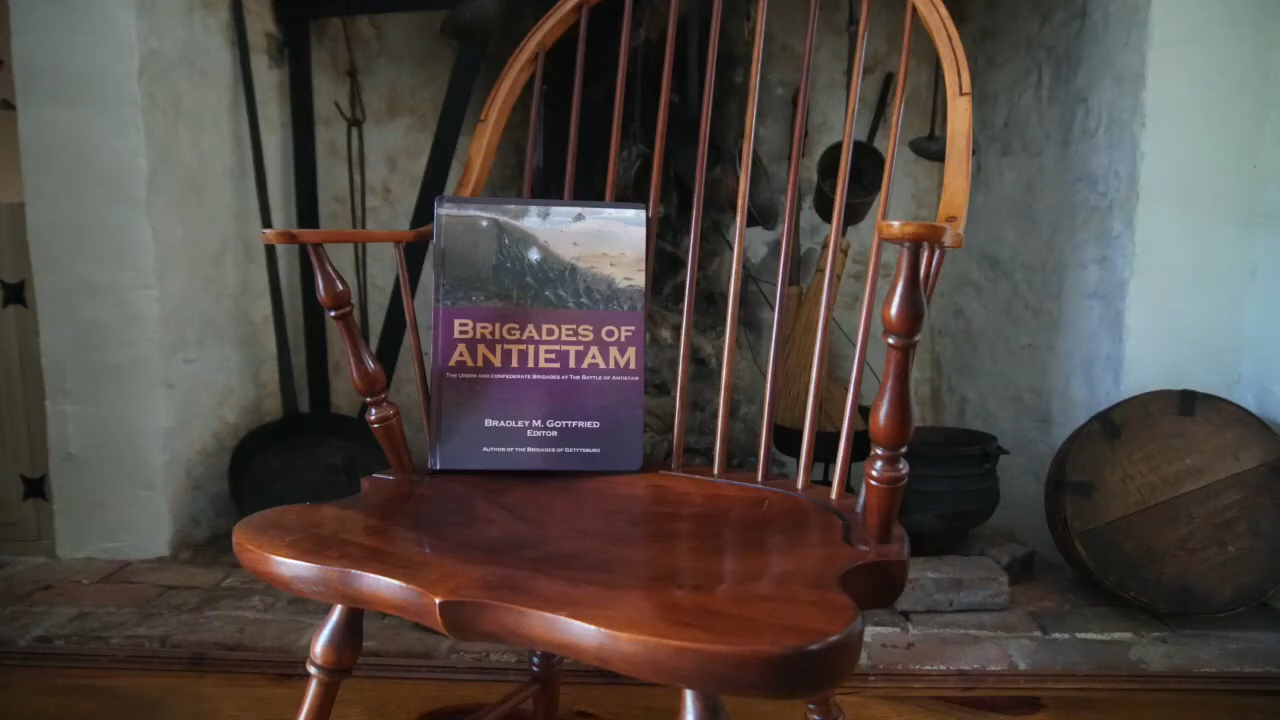 BRIGADES OF
ANTIETAM
THE UNION AND CONFEDERATE BRIGADES AT THE BATTLE OF ANTIETAM
BRADLEY M. GOTTFRIED
EDITOR
AUTHOR OF THE BRIGADES OF GETTYSBURG